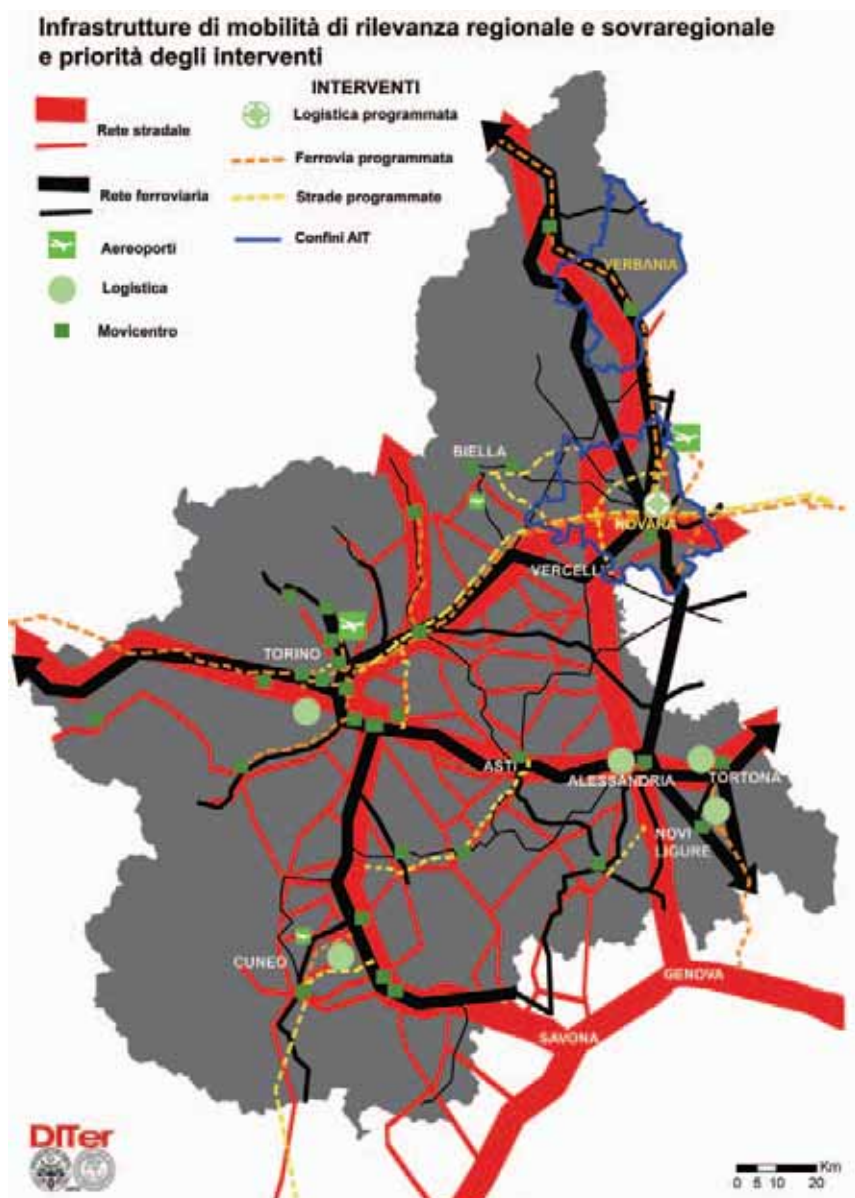 Infrastrutture di mobilità di rilevanza regionale e sovraregionale
e priorità degli interventi
Rete stradale
Rete ferroviaria
Aereoporti
Logistica
Movicentro
INTERVENTI
Logistica programmata
Ferrovia programmata
Strade programmate
Confini AIT
VERBANIA
BIELLA
NOVARA
VERCELLI
TORINO
ASTI
ALESSANDRIA
TORTONA
NOVI
LIGURE
CUNEO
GENOVA
SAVONA
DITer
Km
0 5 10 20